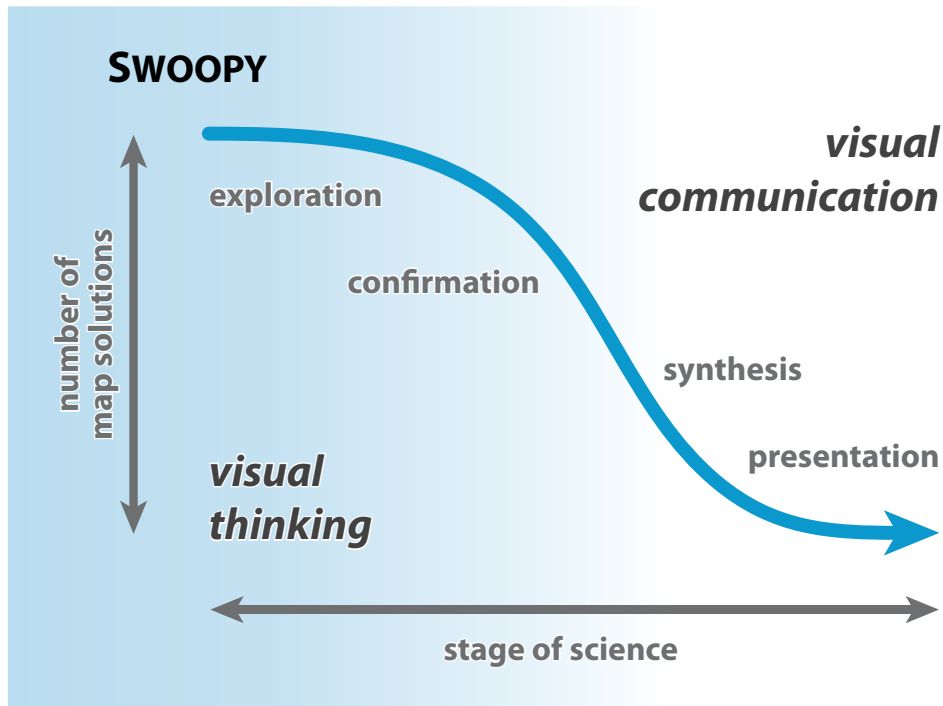 SWOOPY
visual
communication
exploration
confirmation
number of
map solutions
synthesis
presentation
visual
thinking
stage of science